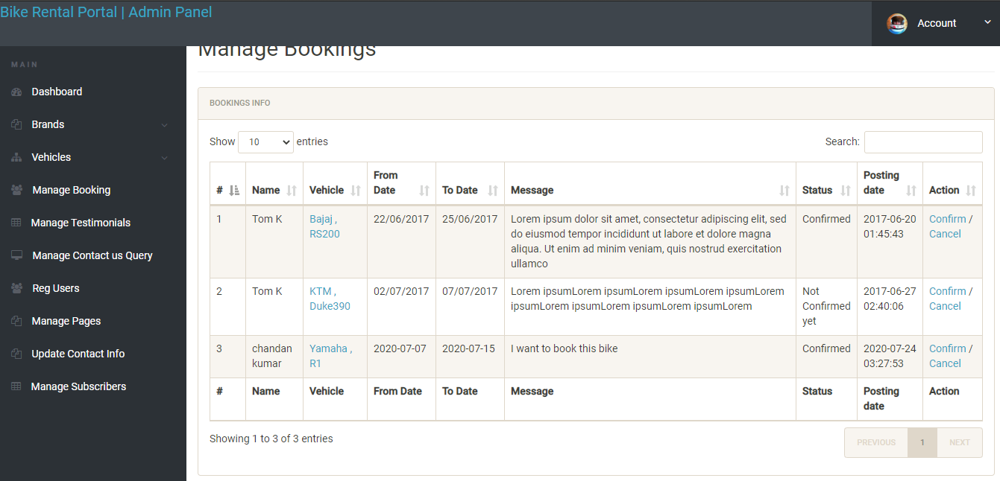 Bike Rental Portal | Admin Panel
Account
MAIN
Dashboard
Brands
Vehicles
Manage Booking
Manage Testimonials
Manage Contact us Query
Reg Users
Manage Pages
Update Contact Info
Manage Subscribers
Manage Bookings
BOOKINGS INFO
Show 10 entries
Search:
# Name Vehicle From Date To Date Message Status Posting date Action
1 Tom K Bajaj , RS200 22/06/2017 25/06/2017 Lorem ipsum dolor sit amet, consectetur adipiscing elit, sed
do eiusmod tempor incididunt ut labore et dolore magna
aliqua. Ut enim ad minim veniam, quis nostrud exercitation
ullamco
Confirmed 2017-06-20 01:45:43 Confirm / Cancel
2 Tom K KTM , Duke390 02/07/2017 07/07/2017 Lorem ipsumLorem ipsumLorem ipsumLorem ipsumLorem
ipsumLorem ipsumLorem ipsumLorem ipsumLorem
Not Confirmed yet 2017-06-27 02:40:06 Confirm / Cancel
3 chandan kumar Yamaha , R1 2020-07-07 2020-07-15 I want to book this bike Confirmed 2020-07-24 03:27:53 Confirm / Cancel
# Name Vehicle From Date To Date Message Status Posting date Action
Showing 1 to 3 of 3 entries
PREVIOUS 1 NEXT